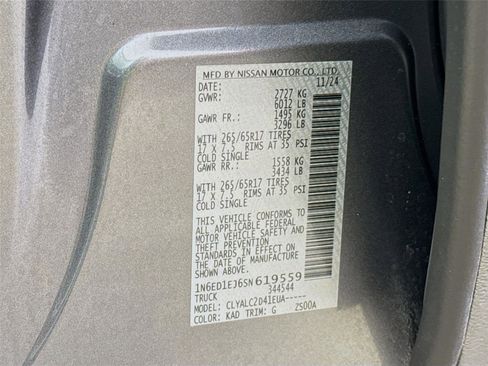 MFD BY NISSAN MOTOR CO., LTD.
DATE: 11/24
GVWR: 2727 KG
6012 LB
GAWR FR.: 1495 KG
3296 LB
WITH 265/65R17 TIRES
17 X 7.5 RIMS AT 35 PSI
COLD SINGLE
GAWR RR.: 1558 KG
3434 LB
WITH 265/65R17 TIRES
17 X 7.5 RIMS AT 35 PSI
COLD SINGLE
THIS VEHICLE CONFORMS TO
ALL APPLICABLE FEDERAL
MOTOR VEHICLE SAFETY AND
THEFT PREVENTION
STANDARDS IN EFFECT ON
THE DATE OF MANUFACTURE
SHOWN ABOVE.
1N6ED1EJ6SN619559
TRUCK 344544
MODEL: CLYALC2D41EUA-----
COLOR: KAD TRIM: G ZS00A